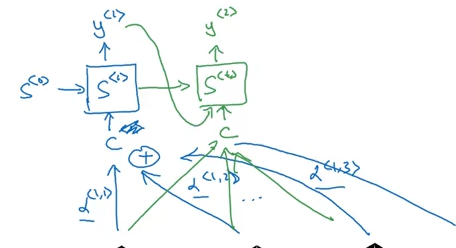 y<1> y<2>
S<0> → S<1> → S<2>
C C
+
α<1,1> α<1,2> ... α<1,3>